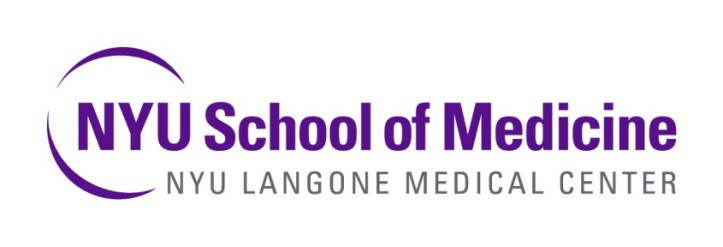 NYU School of Medicine
NYU LANGONE MEDICAL CENTER